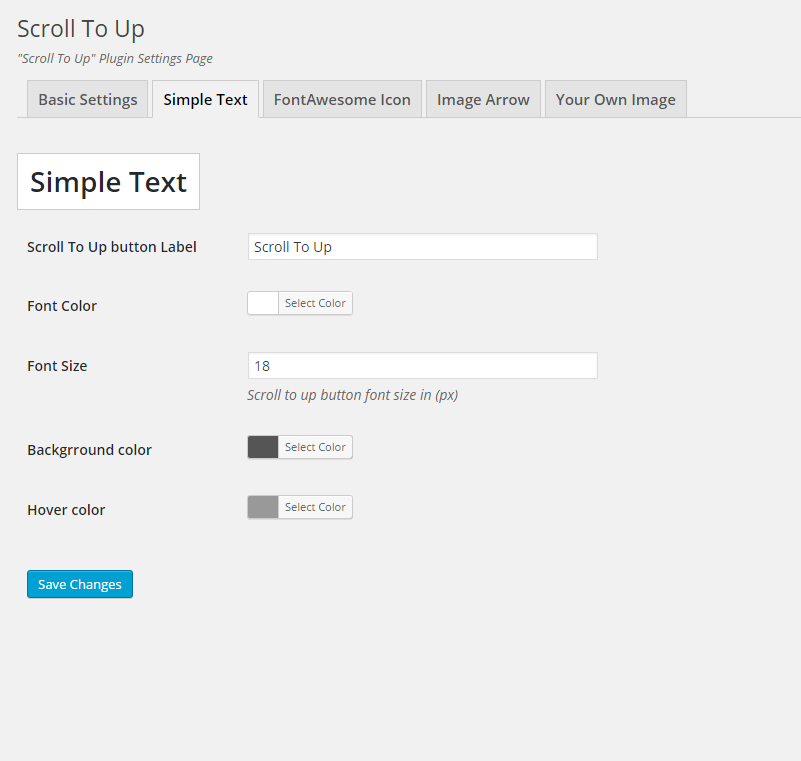 Scroll To Up
"Scroll To Up" Plugin Settings Page
Basic Settings Simple Text FontAwesome Icon Image Arrow Your Own Image
Simple Text
Scroll To Up button Label Scroll To Up
Font Color Select Color
Font Size 18
Scroll to up button font size in (px)
Backgrround color Select Color
Hover color Select Color
Save Changes